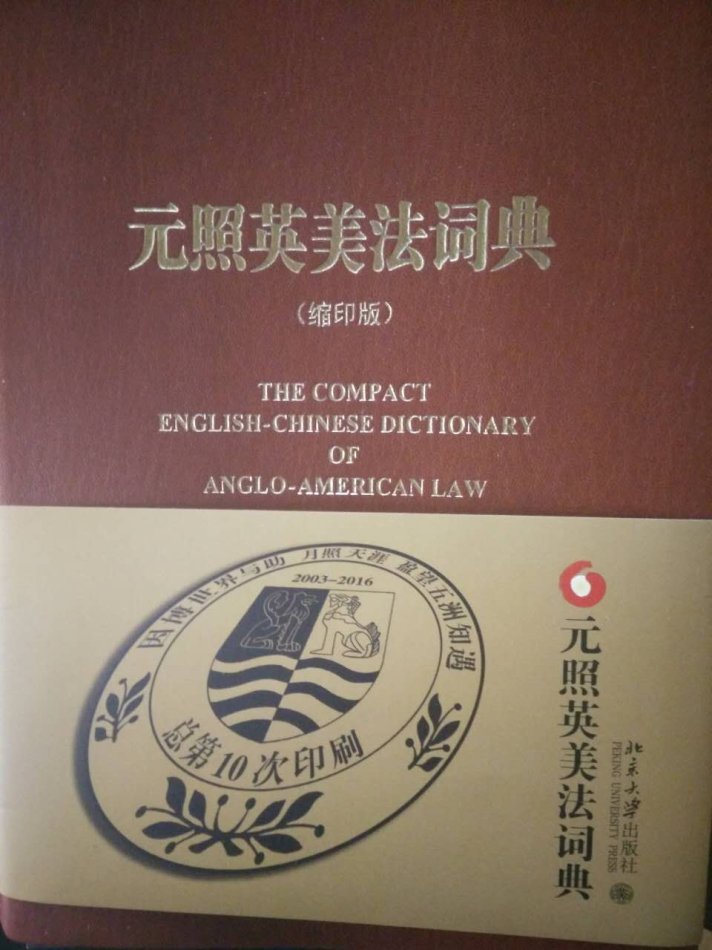 元照英美法词典
（缩印版）
THE COMPACT
ENGLISH-CHINESE DICTIONARY
OF
ANGLO-AMERICAN LAW
因博世界与助 月照天涯 盈望五洲知遇
2003-2016
总第10次印刷
元照英美法词典
北京大学出版社
PEKING UNIVERSITY PRESS